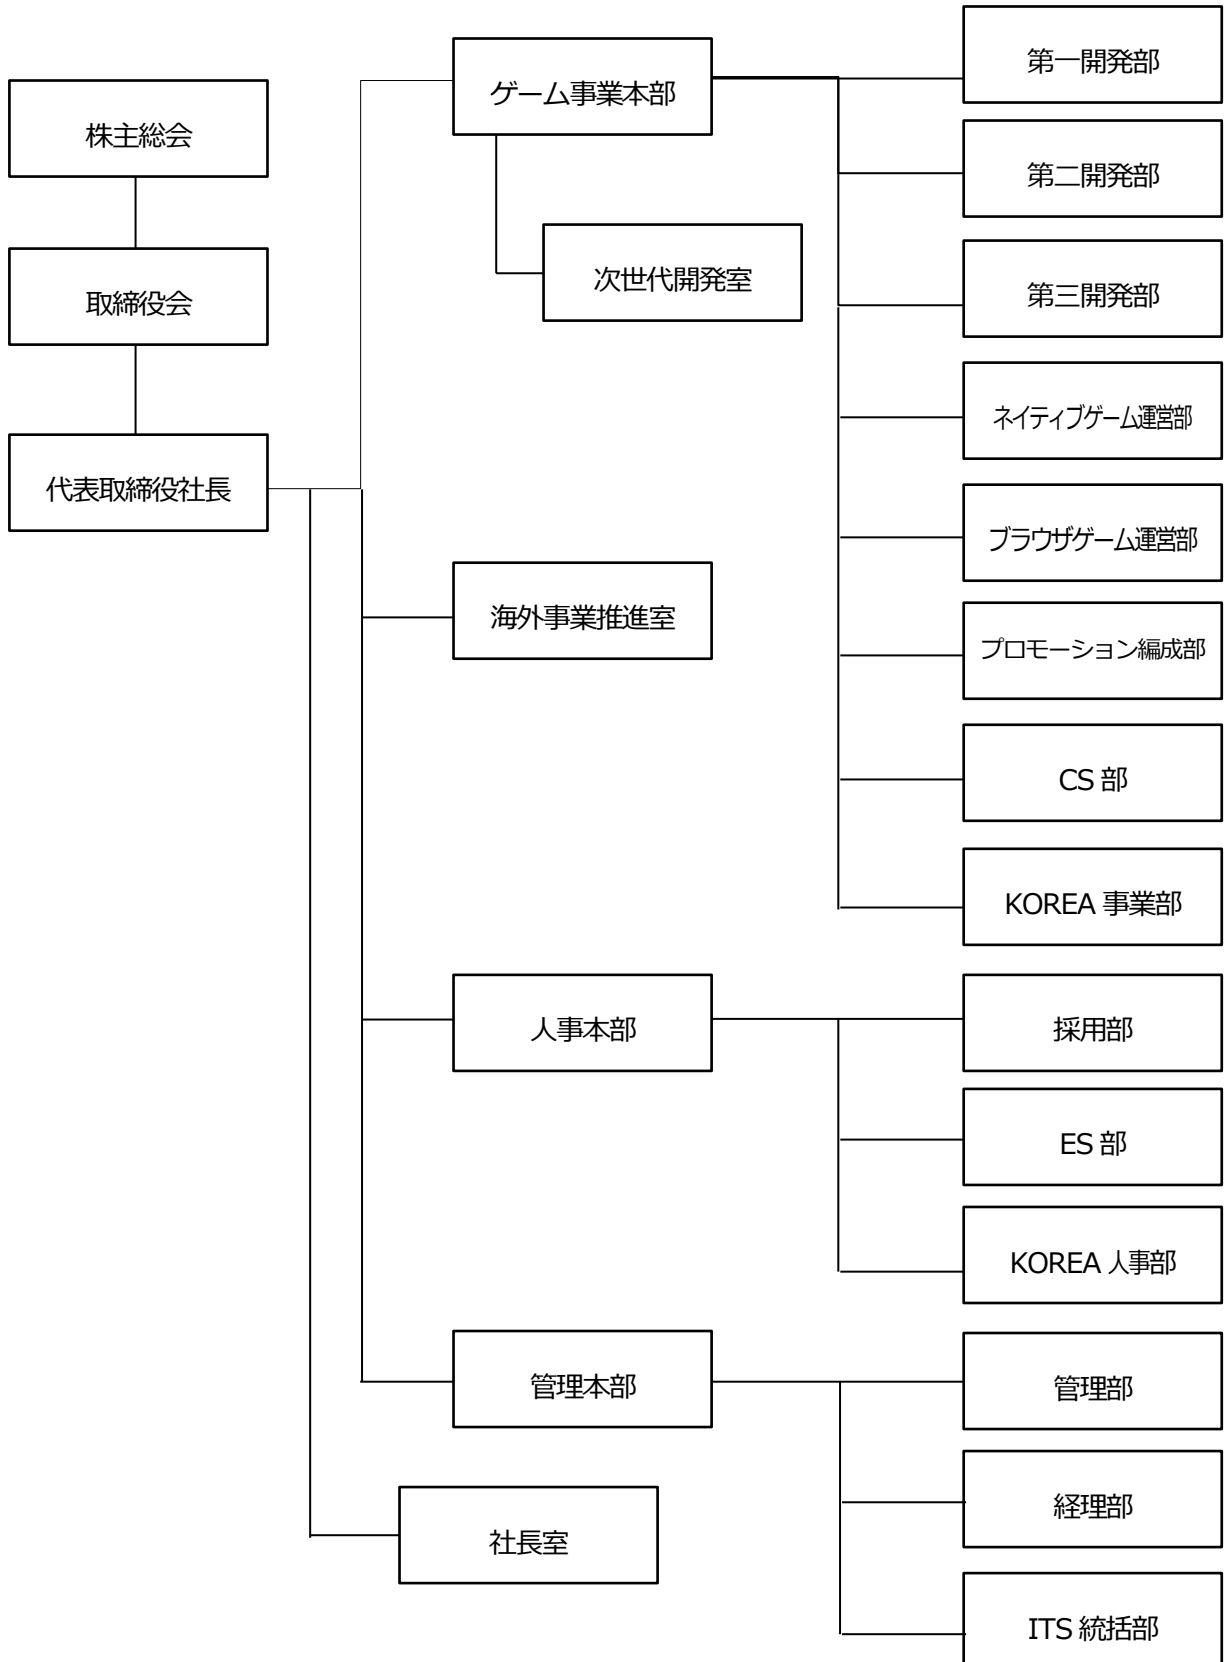 株主総会
取締役会
代表取締役社長
ゲーム事業本部
次世代開発室
海外事業推進室
人事本部
管理本部
社長室
第一開発部
第二開発部
第三開発部
ネイティブゲーム運営部
ブラウザゲーム運営部
プロモーション編成部
CS 部
KOREA 事業部
採用部
ES 部
KOREA 人事部
管理部
経理部
ITS 統括部